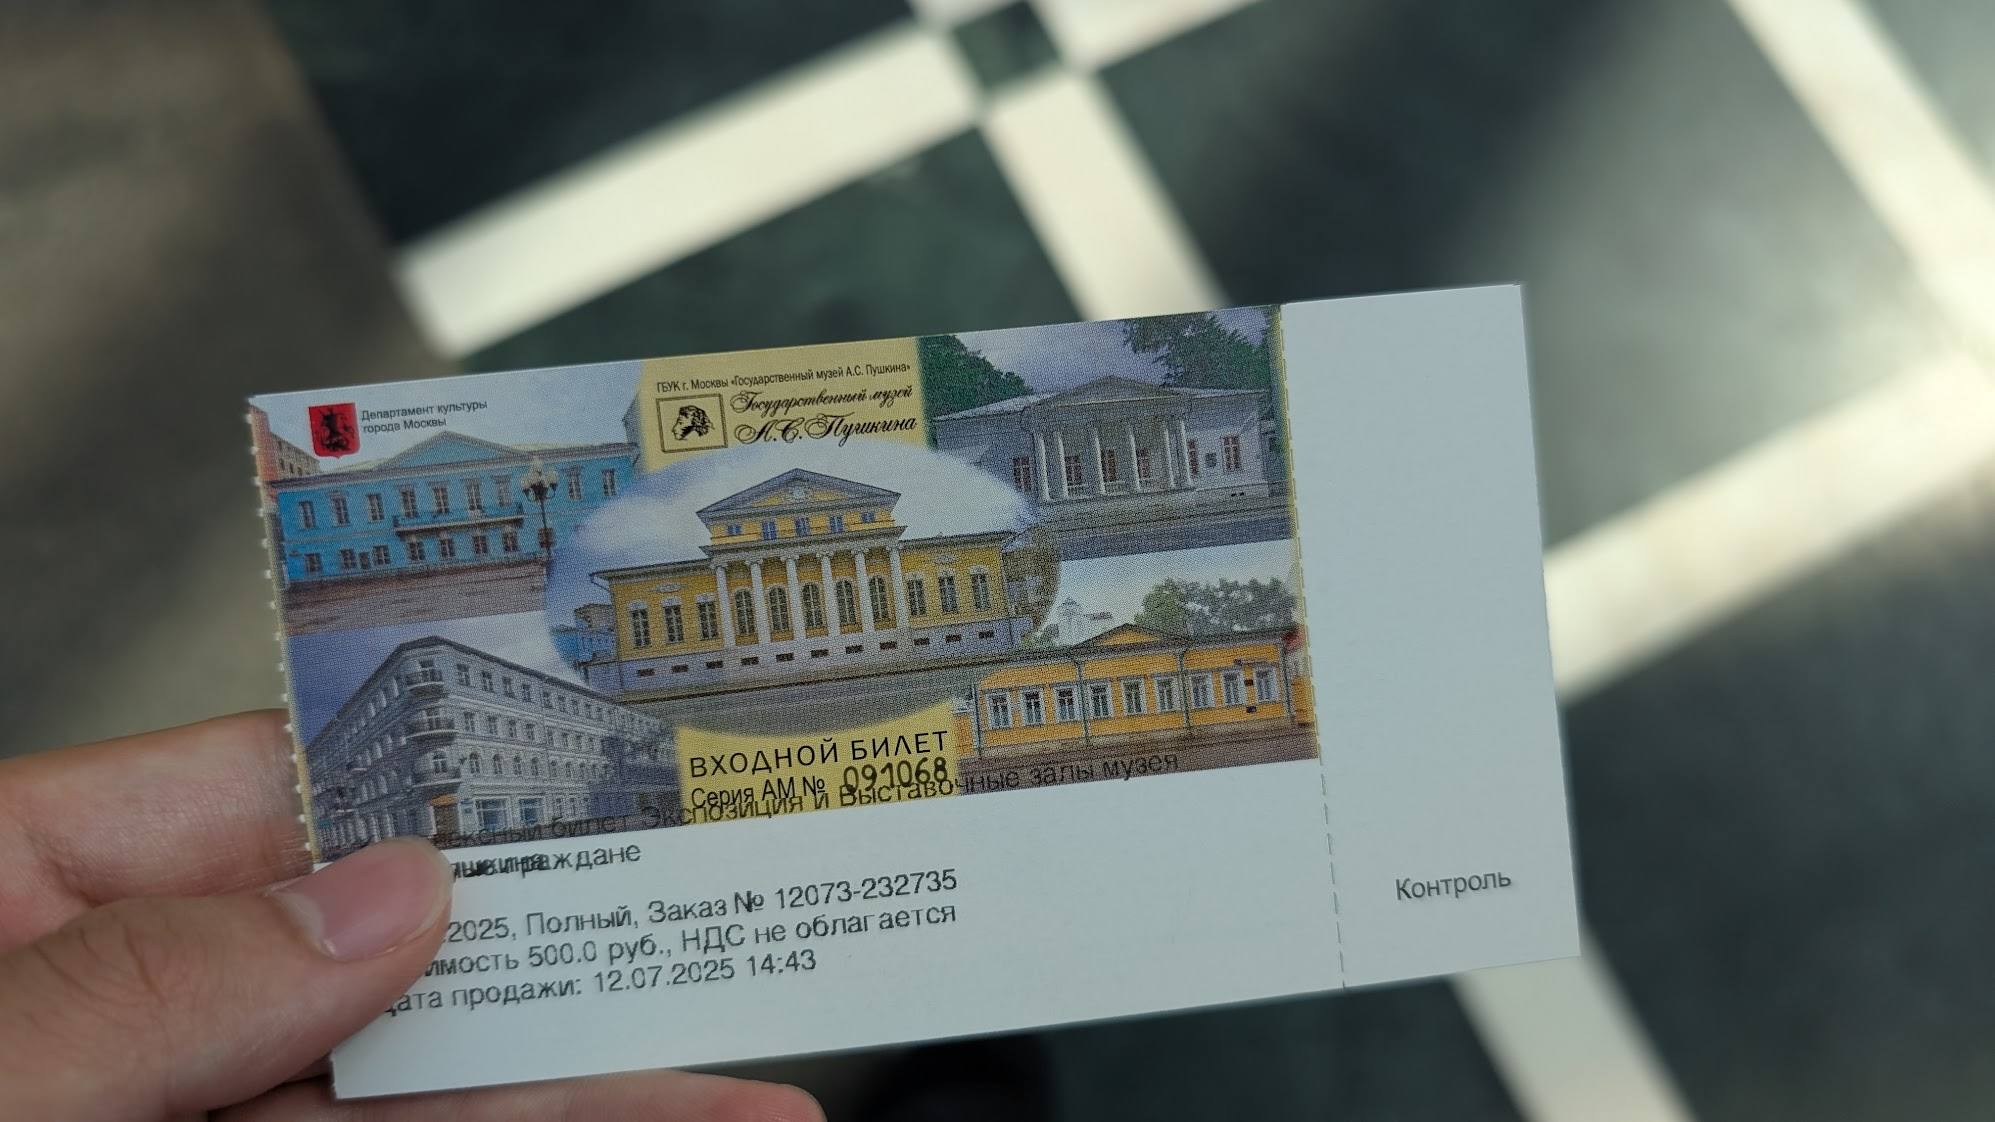 Департамент культуры
города Москвы
ГБУК г. Москвы «Государственный музей А.С. Пушкина»
Государственный музей
А.С. Пушкина
ВХОДНОЙ БИЛЕТ
Серия АМ № 091068
билет Экспозиция и Выставочные залы музея
граждане
2025, Полный, Заказ № 12073-232735
500.0 руб., НДС не облагается
Дата продажи: 12.07.2025 14:43
Контроль